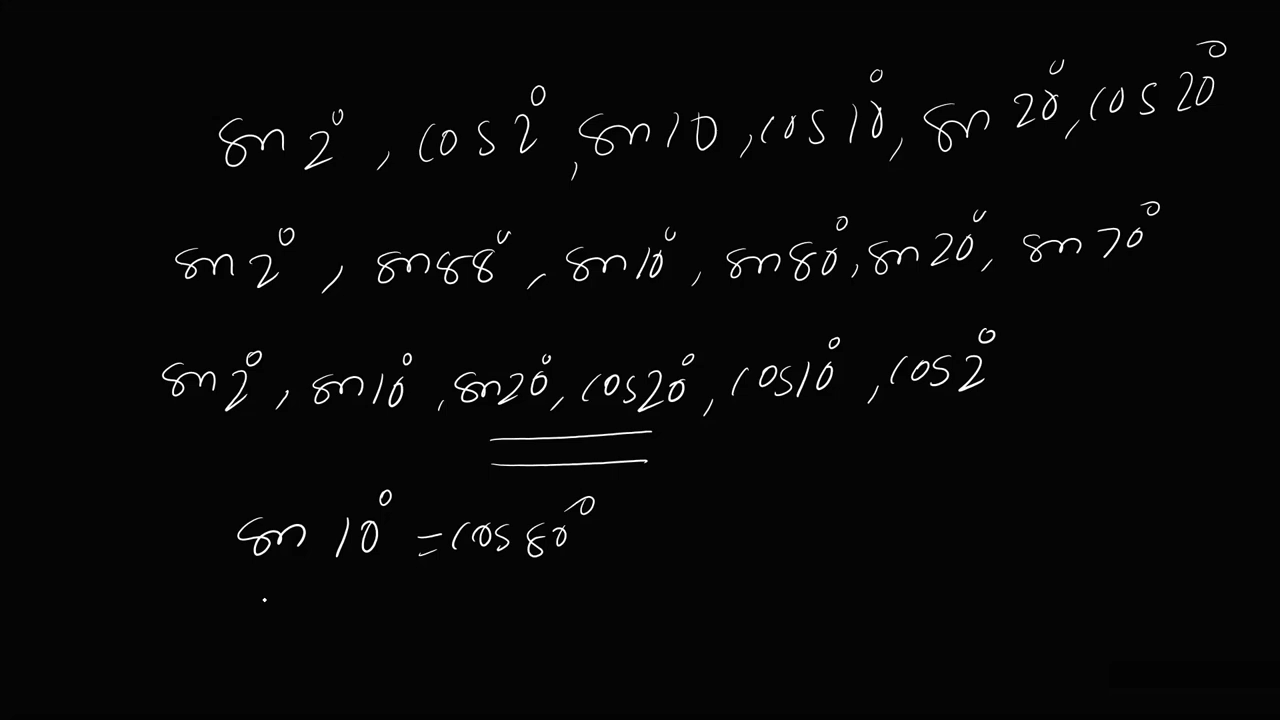 sin 2°, cos 2°, sin 10, cos 10°, sin 20°, cos 20°
sin 2°, sin 88°, sin 10°, sin 80°, sin 20°, sin 70°
sin 2°, sin 10°, sin 20°, cos 20°, cos 10°, cos 2°
sin 10° = cos 80°